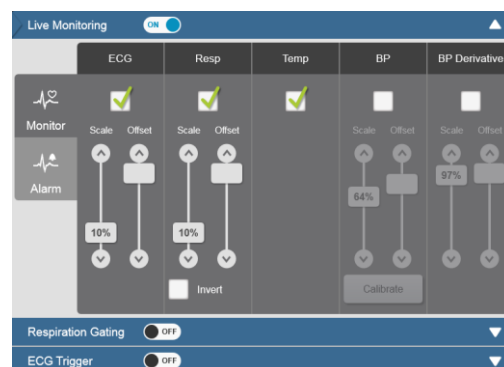 Live Monitoring ON
ECG Resp Temp BP BP Derivative
Monitor
Scale Offset Scale Offset Scale Offset Scale Offset
Alarm
97%
64%
10% 10%
Invert Calibrate
Respiration Gating OFF
ECG Trigger OFF